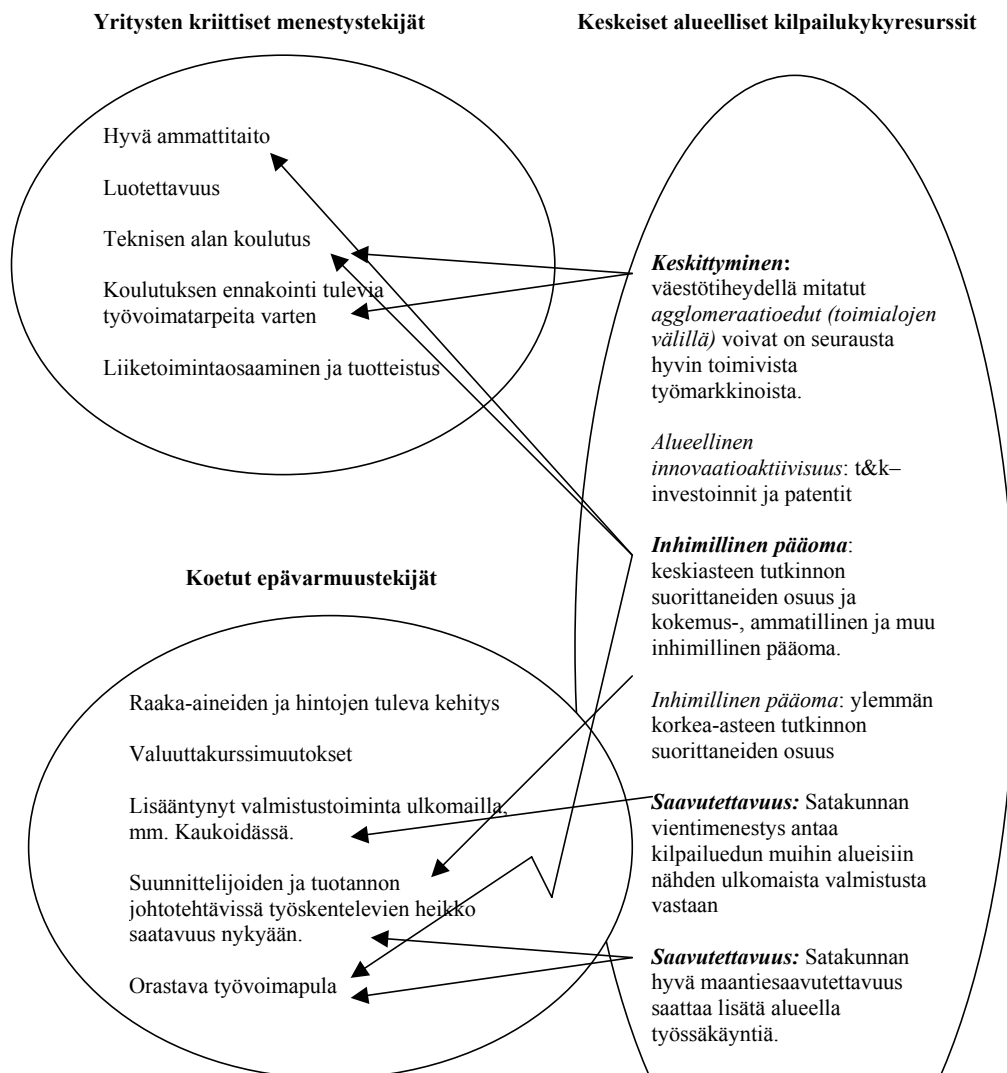 Yritysten kriittiset menestystekijät
Hyvä ammattitaito
Luotettavuus
Teknisen alan koulutus
Koulutuksen ennakointi tulevia
työvoimatarpeita varten
Liiketoimintaosaaminen ja tuotteistus
Koetut epävarmuustekijät
Raaka-aineiden ja hintojen tuleva kehitys
Valuuttakurssimuutokset
Lisääntynyt valmistustoiminta ulkomailla,
mm. Kaukoidässä.
Suunnittelijoiden ja tuotannon
johtotehtävissä työskentelevien heikko
saatavuus nykyään.
Orastava työvoimapula
Keskeiset alueelliset kilpailukykyresurssit
Keskittyminen:
väestötiheydellä mitatut
agglomeraatioedut (toimialojen
välillä) voivat on seurausta
hyvin toimivista
työmarkkinoista.
Alueellinen
innovaatioaktiivisuus: t&k–
investoinnit ja patentit
Inhimillinen pääoma:
keskiasteen tutkinnon
suorittaneiden osuus ja
kokemus-, ammatillinen ja muu
inhimillinen pääoma.
Inhimillinen pääoma: ylemmän
korkea-asteen tutkinnon
suorittaneiden osuus
Saavutettavuus: Satakunnan
vientimenestys antaa
kilpailuedun muihin alueisiin
nähden ulkomaista valmistusta
vastaan
Saavutettavuus: Satakunnan
hyvä maantiesaavutettavuus
saattaa lisätä alueella
työssäkäyntiä.